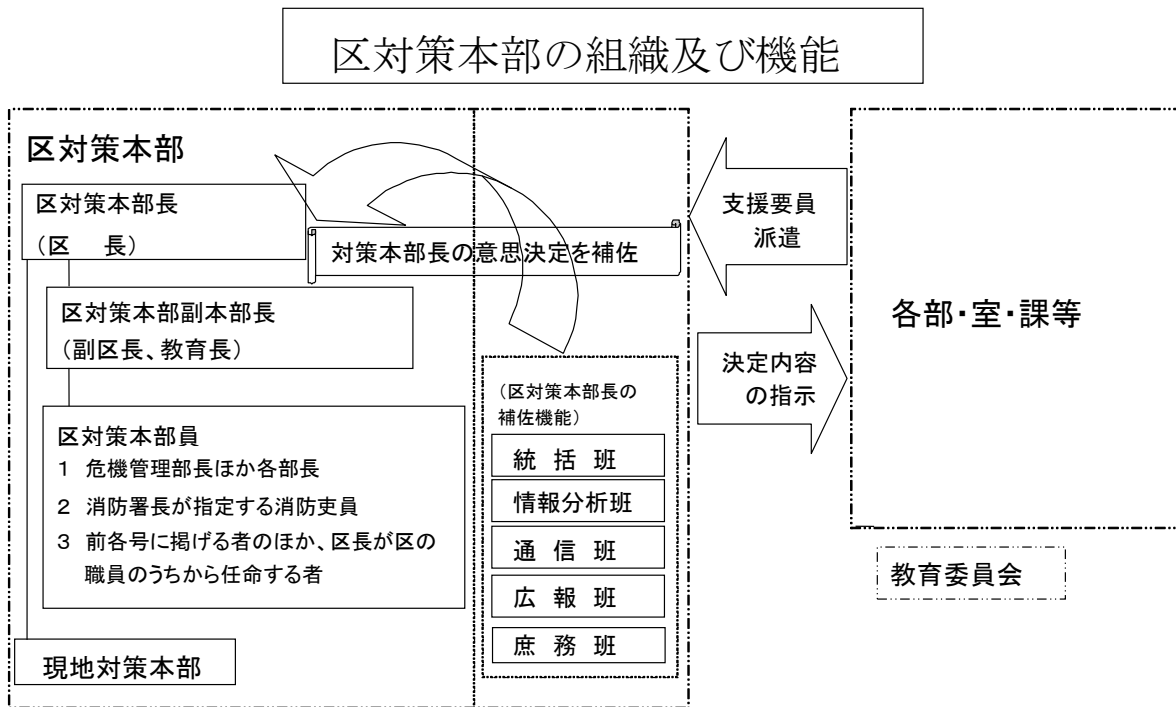 区対策本部の組織及び機能
区対策本部
区対策本部長
(区　長)
対策本部長の意思決定を補佐
区対策本部副本部長
(副区長、教育長)
区対策本部員
1　危機管理部長ほか各部長
2　消防署長が指定する消防吏員
3　前各号に掲げる者のほか、区長が区の
職員のうちから任命する者
現地対策本部
(区対策本部長の
補佐機能)
統　括　班
情報分析班
通　信　班
広　報　班
庶　務　班
支援要員
派遣
決定内容
の指示
各部・室・課等
教育委員会